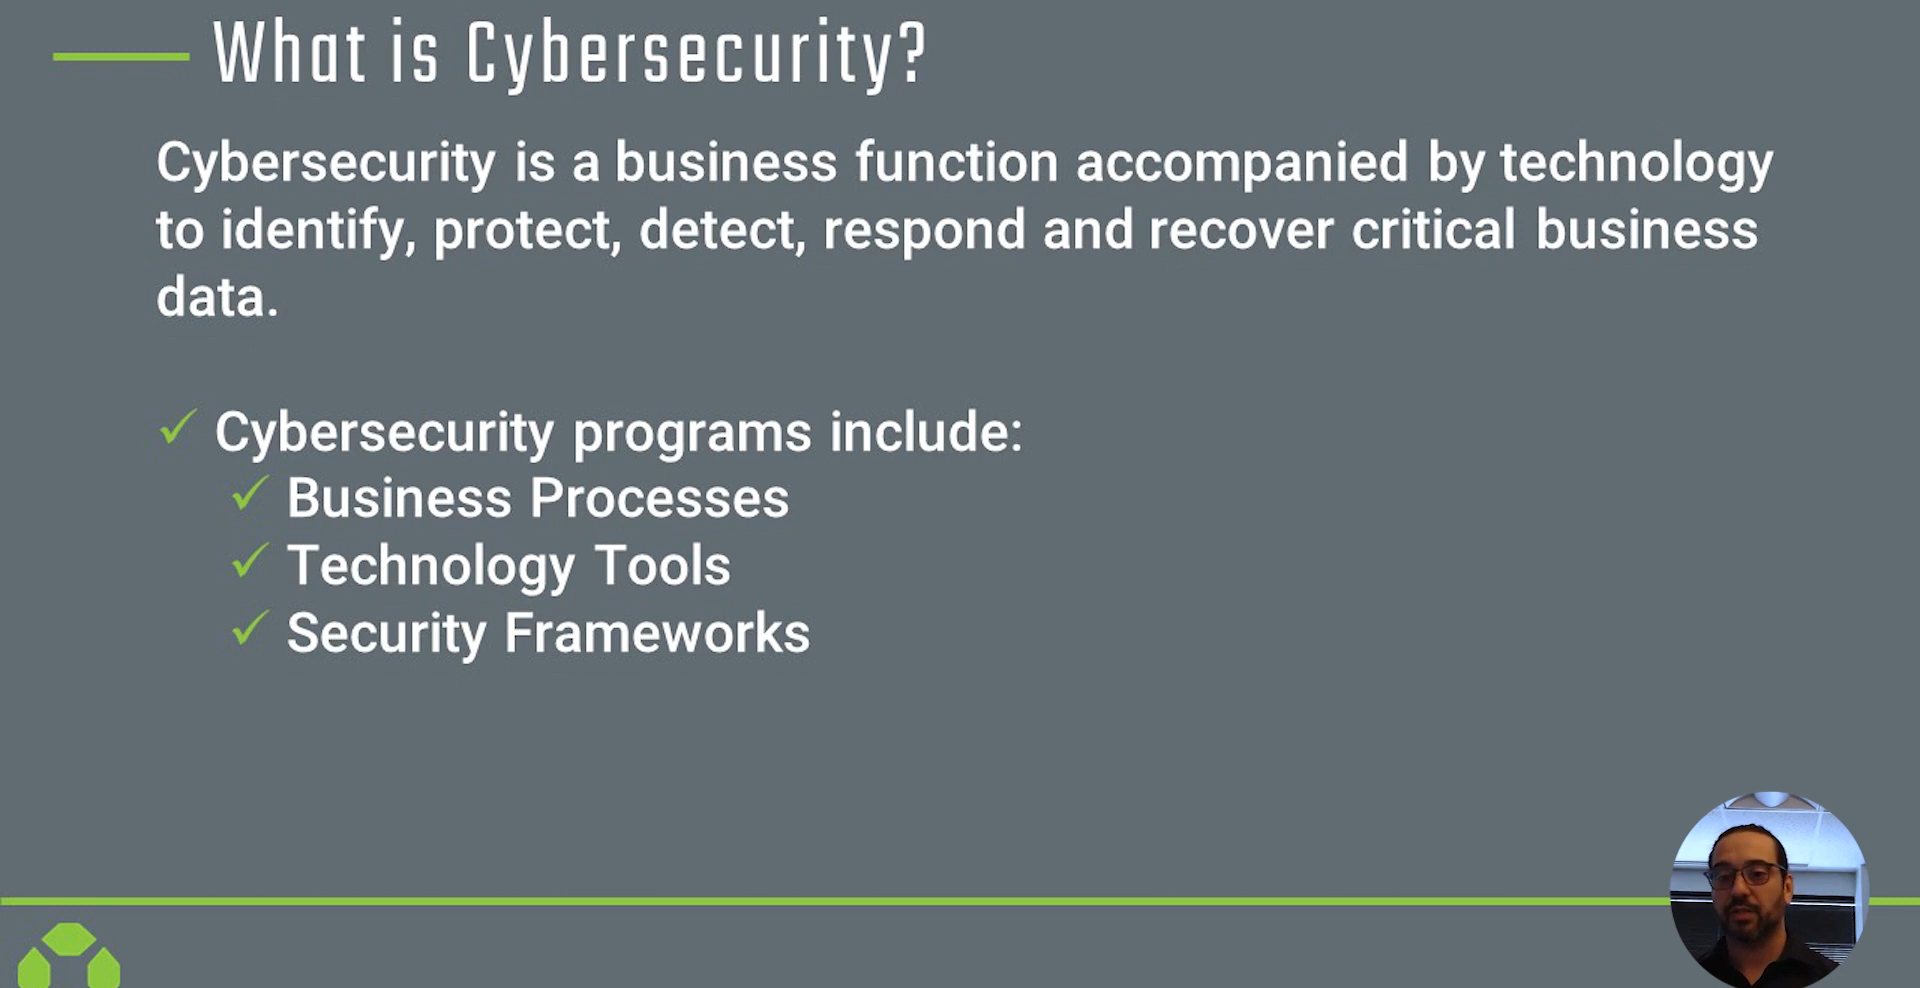 What is Cybersecurity?
Cybersecurity is a business function accompanied by technology
to identify, protect, detect, respond and recover critical business
data.
Cybersecurity programs include:
Business Processes
Technology Tools
Security Frameworks